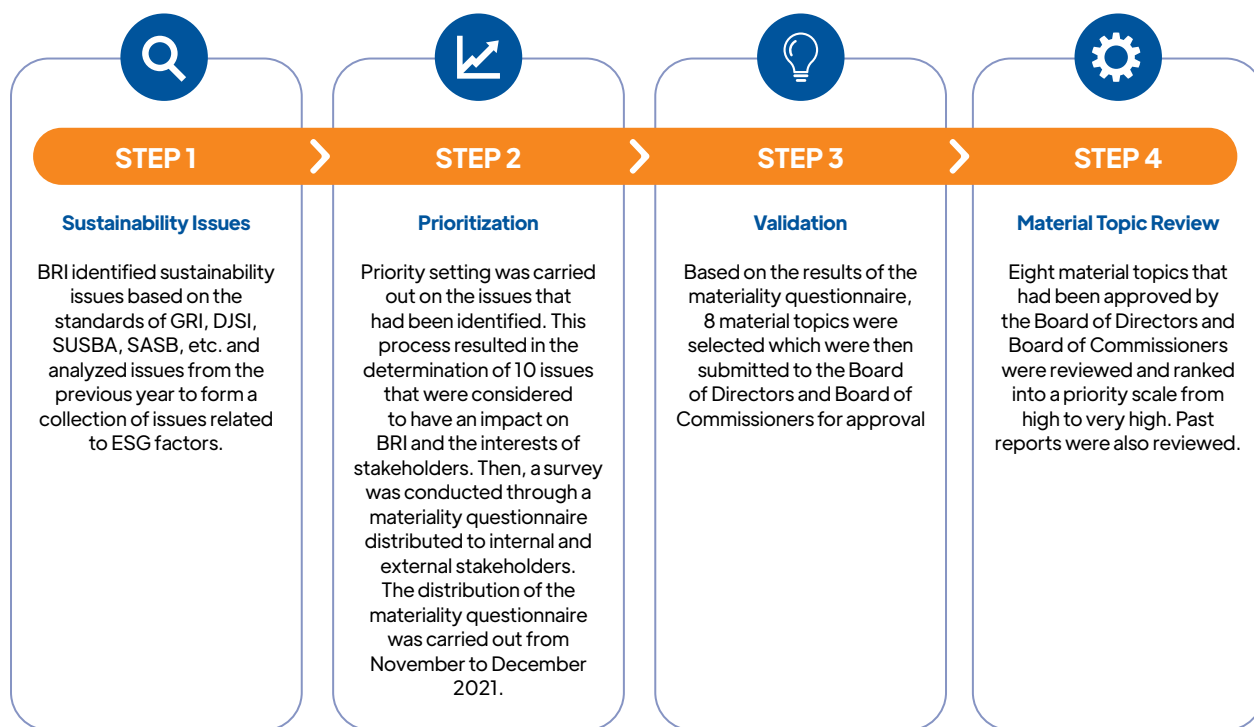 STEP 1
STEP 2
STEP 3
STEP 4
Sustainability Issues
BRI identified sustainability
issues based on the
standards of GRI, DJSI,
SUSBA, SASB, etc. and
analyzed issues from the
previous year to form a
collection of issues related
to ESG factors.
Prioritization
Priority setting was carried
out on the issues that
had been identified. This
process resulted in the
determination of 10 issues
that were considered
to have an impact on
BRI and the interests of
stakeholders. Then, a survey
was conducted through a
materiality questionnaire
distributed to internal and
external stakeholders.
The distribution of the
materiality questionnaire
was carried out from
November to December
2021.
Validation
Based on the results of the
materiality questionnaire,
8 material topics were
selected which were then
submitted to the Board
of Directors and Board of
Commissioners for approval
Material Topic Review
Eight material topics that
had been approved by
the Board of Directors and
Board of Commissioners
were reviewed and ranked
into a priority scale from
high to very high. Past
reports were also reviewed.